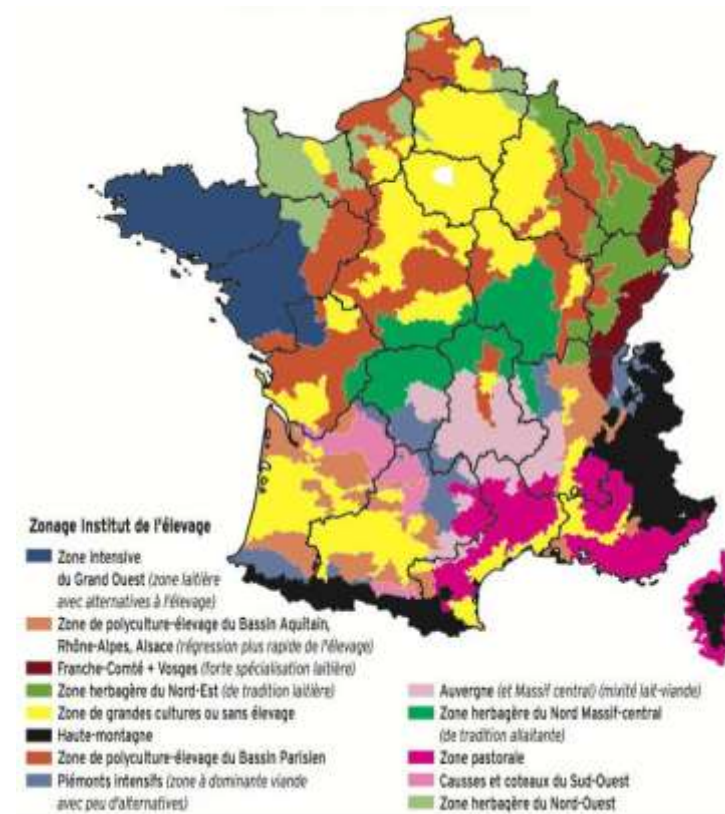 Zonage Institut de l'élevage
Zone intensive
du Grand Ouest (zone laitière
avec alternatives à l'élevage)
Zone de polyculture-élevage du Bassin Aquitain,
Rhône-Alpes, Alsace (régression plus rapide de l'élevage)
Franche-Comté + Vosges (forte spécialisation laitière)
Zone herbagère du Nord-Est (de tradition laitière)
Zone de grandes cultures ou sans élevage
Haute-montagne
Zone de polyculture-élevage du Bassin Parisien
Piémonts intensifs (zone à dominante viande
avec peu d'alternatives)
Auvergne (et Massif central) (mixité lait-viande)
Zone herbagère du Nord Massif-central
(de tradition allaitante)
Zone pastorale
Causses et coteaux du Sud-Ouest
Zone herbagère du Nord-Ouest